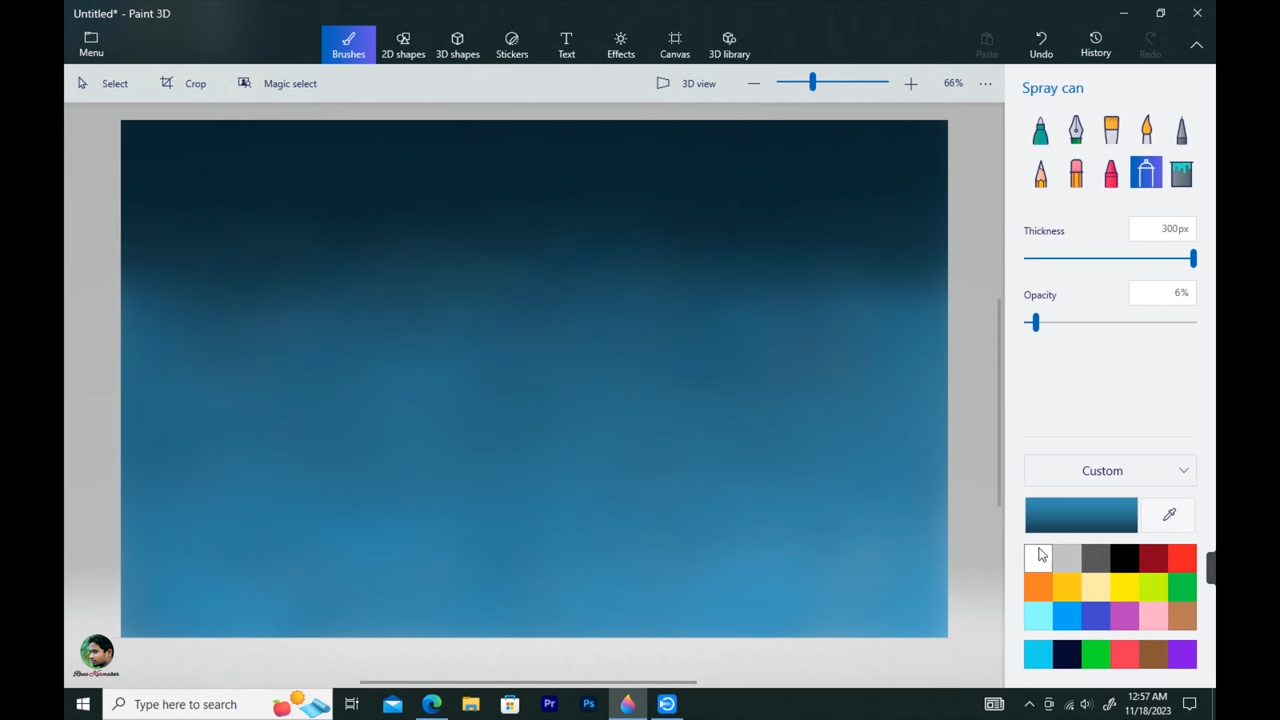 Untitled* - Paint 3D
Menu
Brushes
2D shapes
3D shapes
Stickers
Text
Effects
Canvas
3D library
Paste
Undo
History
Redo
Select
Crop
Magic select
3D view
66%
Spray can
Thickness
300px
Opacity
6%
Custom
Type here to search
Pr
Ps
12:57 AM
11/18/2023